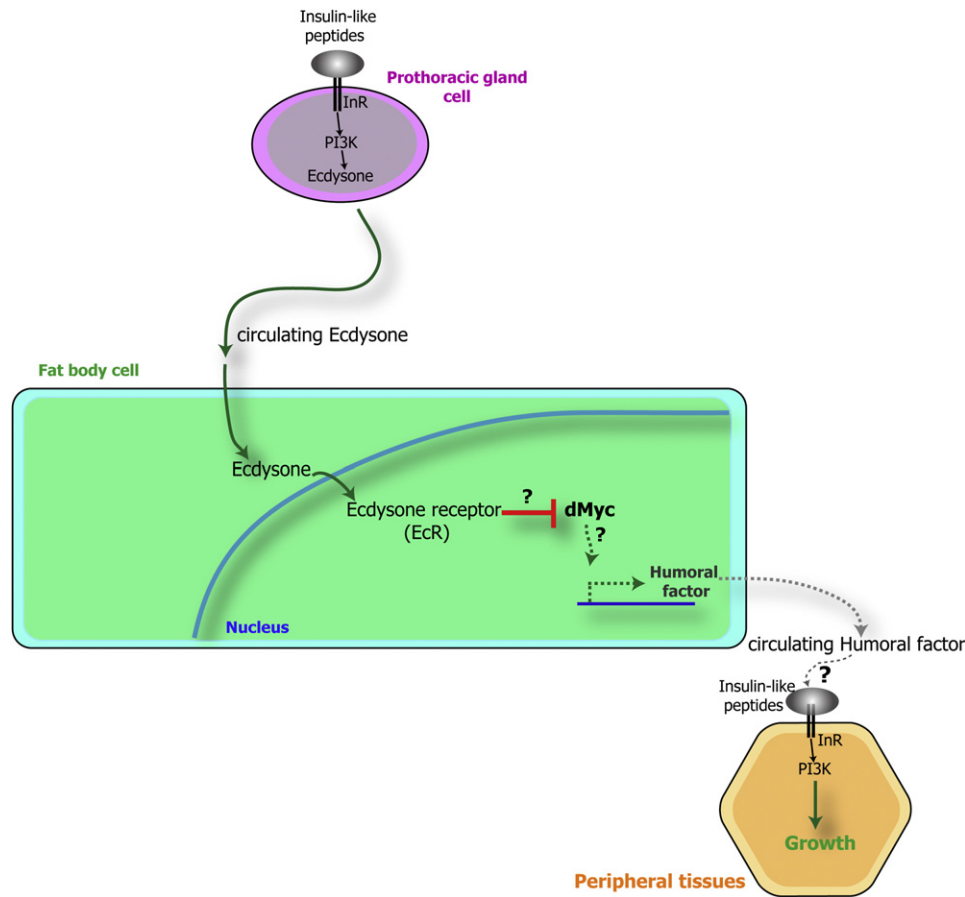 Insulin-like
peptides
Prothoracic gland
cell
InR
PI3K
Ecdysone
circulating Ecdysone
Fat body cell
Ecdysone
Ecdysone receptor
(EcR)
?
dMyc
?
Humoral
factor
Nucleus
circulating Humoral factor
?
Insulin-like
peptides
InR
PI3K
Growth
Peripheral tissues